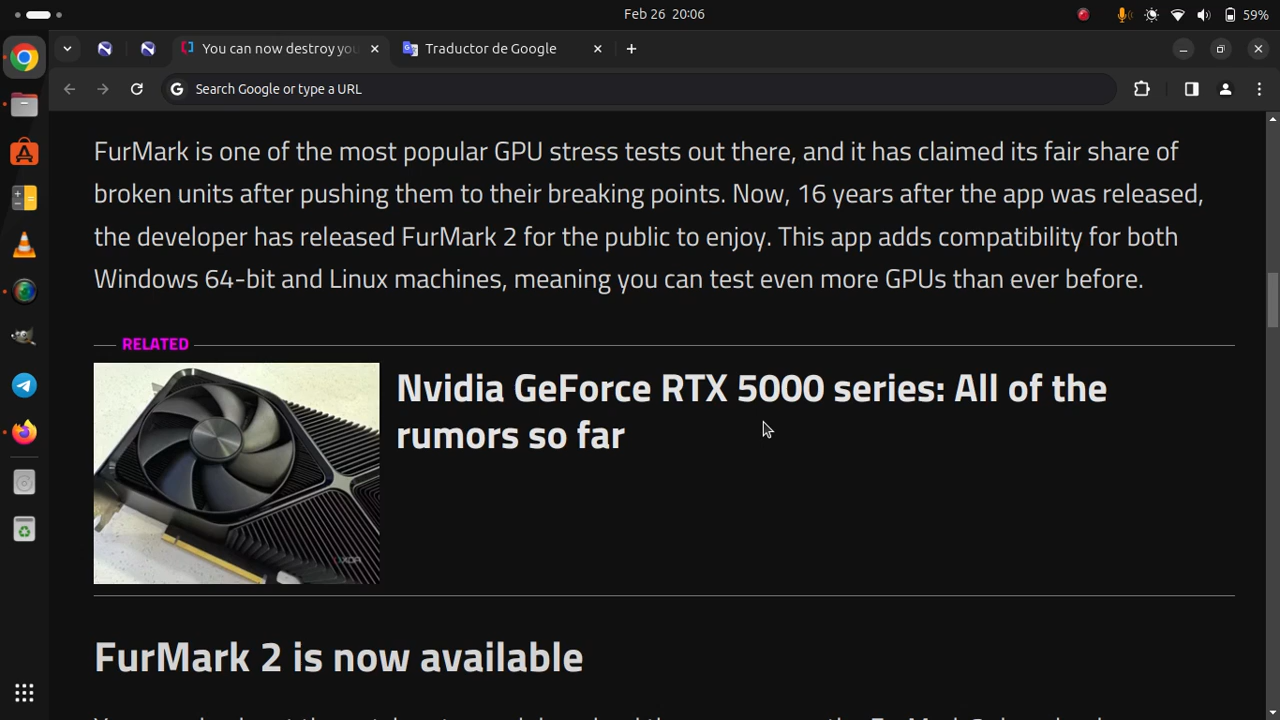 Feb 26 20:06
59%
You can now destroy you
Traductor de Google
Search Google or type a URL
FurMark is one of the most popular GPU stress tests out there, and it has claimed its fair share of
broken units after pushing them to their breaking points. Now, 16 years after the app was released,
the developer has released FurMark 2 for the public to enjoy. This app adds compatibility for both
Windows 64-bit and Linux machines, meaning you can test even more GPUs than ever before.
RELATED
Nvidia GeForce RTX 5000 series: All of the
rumors so far
FurMark 2 is now available